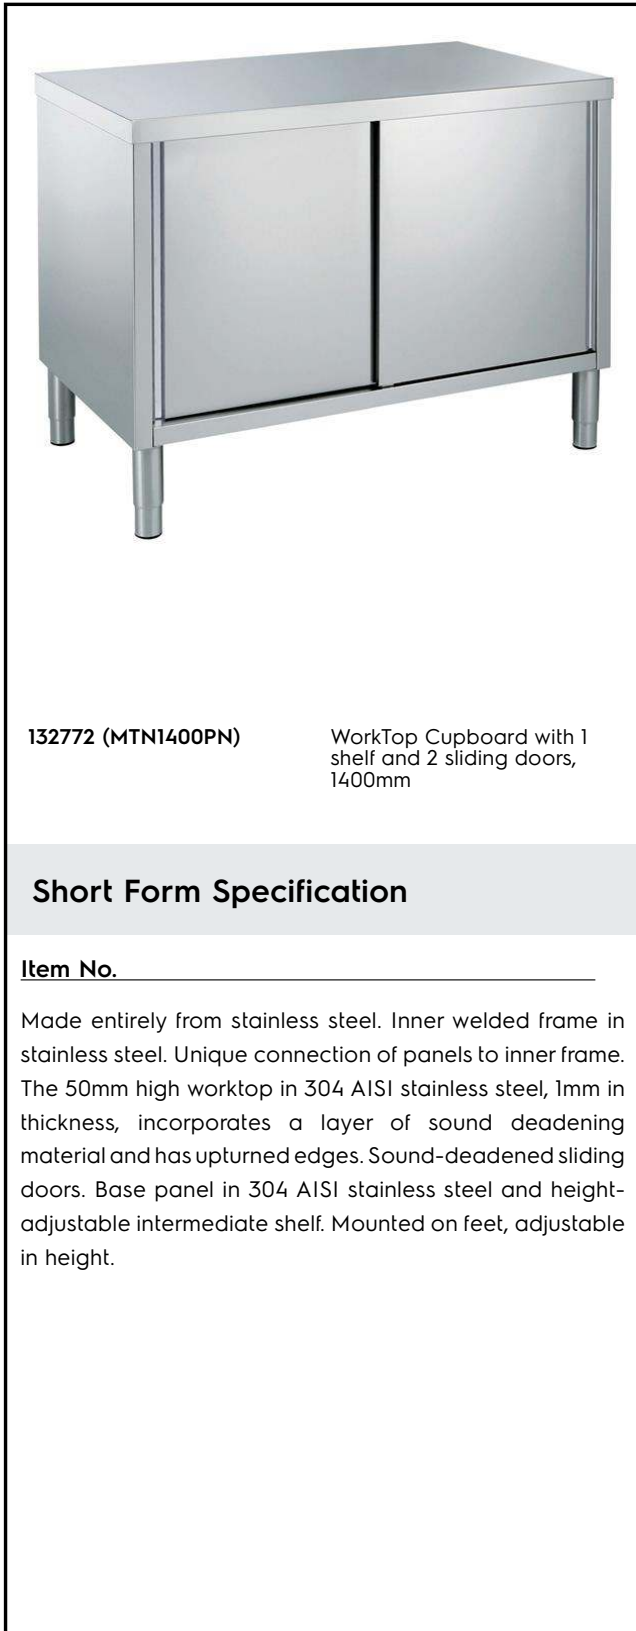 132772 (MTN1400PN)
WorkTop Cupboard with 1
shelf and 2 sliding doors,
1400mm
Short Form Specification
Item No.
Made entirely from stainless steel. Inner welded frame in
stainless steel. Unique connection of panels to inner frame.
The 50mm high worktop in 304 AISI stainless steel, 1mm in
thickness, incorporates a layer of sound deadening
material and has upturned edges. Sound-deadened sliding
doors. Base panel in 304 AISI stainless steel and height-
adjustable intermediate shelf. Mounted on feet, adjustable
in height.